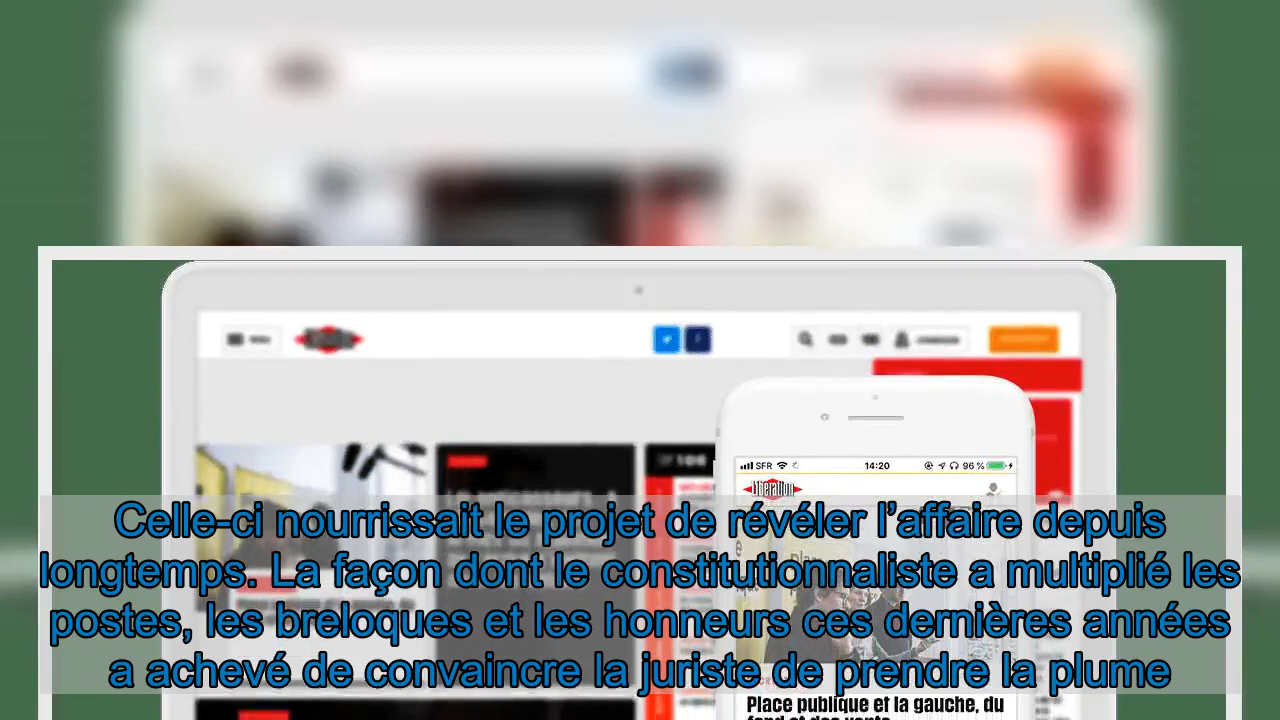 SFR 14:20 96 %
Libération
Celle-ci nourrissait le projet de révéler l’affaire depuis
longtemps. La façon dont le constitutionnaliste a multiplié les
postes, les breloques et les honneurs ces dernières années
a achevé de convaincre la juriste de prendre la plume
Place publique et la gauche, du